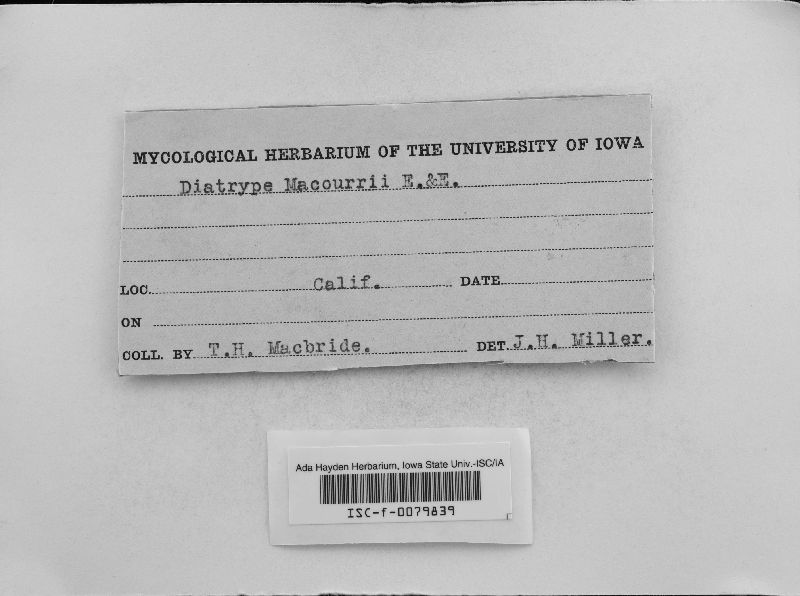 MYCOLOGICAL HERBARIUM OF THE UNIVERSITY OF IOWA
Diatrype Macourrii E.&E.
LOC. Calif. DATE
ON
COLL. BY T.H. Macbride. DET. J.H. Miller.
Ada Hayden Herbarium, Iowa State Univ.-ISC/IA
ISC-f-0079839